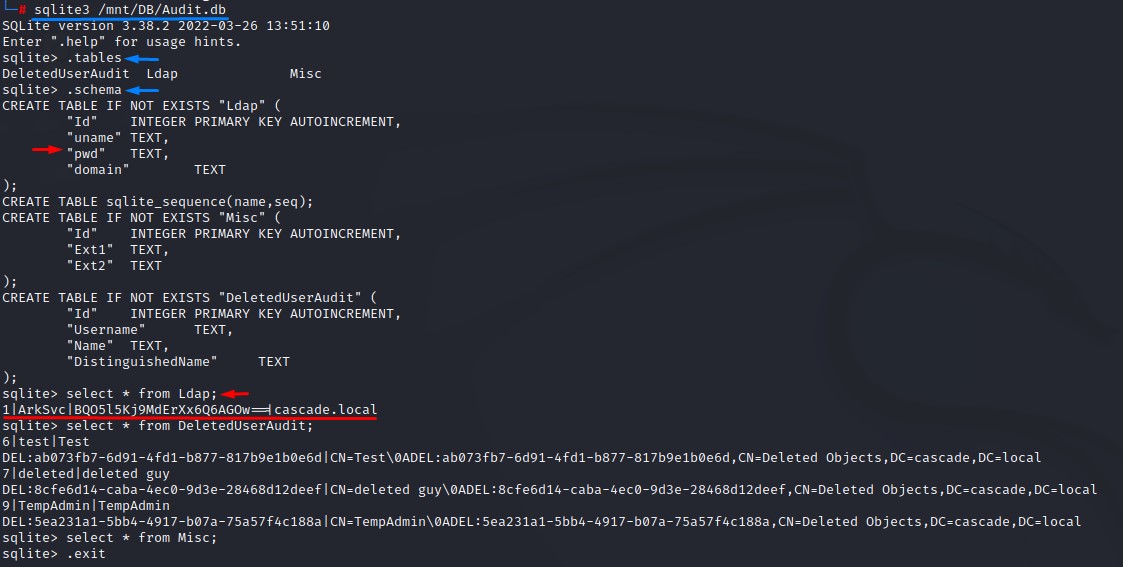 └─# sqlite3 /mnt/DB/Audit.db
SQLite version 3.38.2 2022-03-26 13:51:10
Enter ".help" for usage hints.
sqlite> .tables
DeletedUserAudit  Ldap              Misc
sqlite> .schema
CREATE TABLE IF NOT EXISTS "Ldap" (
        "Id"    INTEGER PRIMARY KEY AUTOINCREMENT,
        "uname" TEXT,
        "pwd"   TEXT,
        "domain"        TEXT
);
CREATE TABLE sqlite_sequence(name,seq);
CREATE TABLE IF NOT EXISTS "Misc" (
        "Id"    INTEGER PRIMARY KEY AUTOINCREMENT,
        "Ext1"  TEXT,
        "Ext2"  TEXT
);
CREATE TABLE IF NOT EXISTS "DeletedUserAudit" (
        "Id"    INTEGER PRIMARY KEY AUTOINCREMENT,
        "Username"      TEXT,
        "Name"  TEXT,
        "DistinguishedName"     TEXT
);
sqlite> select * from Ldap;
1|ArkSvc|BQO5l5Kj9MdErXx6Q6AGOw==|cascade.local
sqlite> select * from DeletedUserAudit;
6|test|Test
DEL:ab073fb7-6d91-4fd1-b877-817b9e1b0e6d|CN=Test\0ADEL:ab073fb7-6d91-4fd1-b877-817b9e1b0e6d,CN=Deleted Objects,DC=cascade,DC=local
7|deleted|deleted guy
DEL:8cfe6d14-caba-4ec0-9d3e-28468d12deef|CN=deleted guy\0ADEL:8cfe6d14-caba-4ec0-9d3e-28468d12deef,CN=Deleted Objects,DC=cascade,DC=local
9|TempAdmin|TempAdmin
DEL:5ea231a1-5bb4-4917-b07a-75a57f4c188a|CN=TempAdmin\0ADEL:5ea231a1-5bb4-4917-b07a-75a57f4c188a,CN=Deleted Objects,DC=cascade,DC=local
sqlite> select * from Misc;
sqlite> .exit